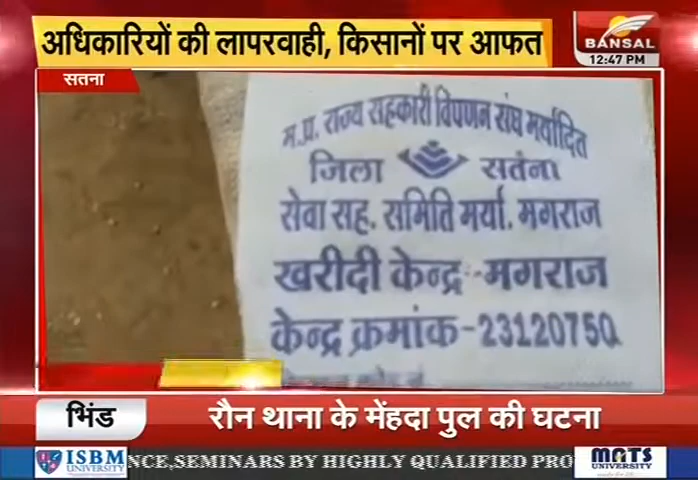 अधिकारियों की लापरवाही, किसानों पर आफत
BANSAL
12:47 PM
सतना
म.प्र. राज्य सहकारी विपणन संघ मर्यादित
जिला सतना
सेवा सह. समिति मर्या. मगराज
खरीदी केन्द्र - मगराज
केन्द्र क्रमांक - 23120750
भिंड
रौन थाना के मेंहदा पुल की घटना
ISBM UNIVERSITY
NCE,SEMINARS BY HIGHLY QUALIFIED PRO
MATS UNIVERSITY